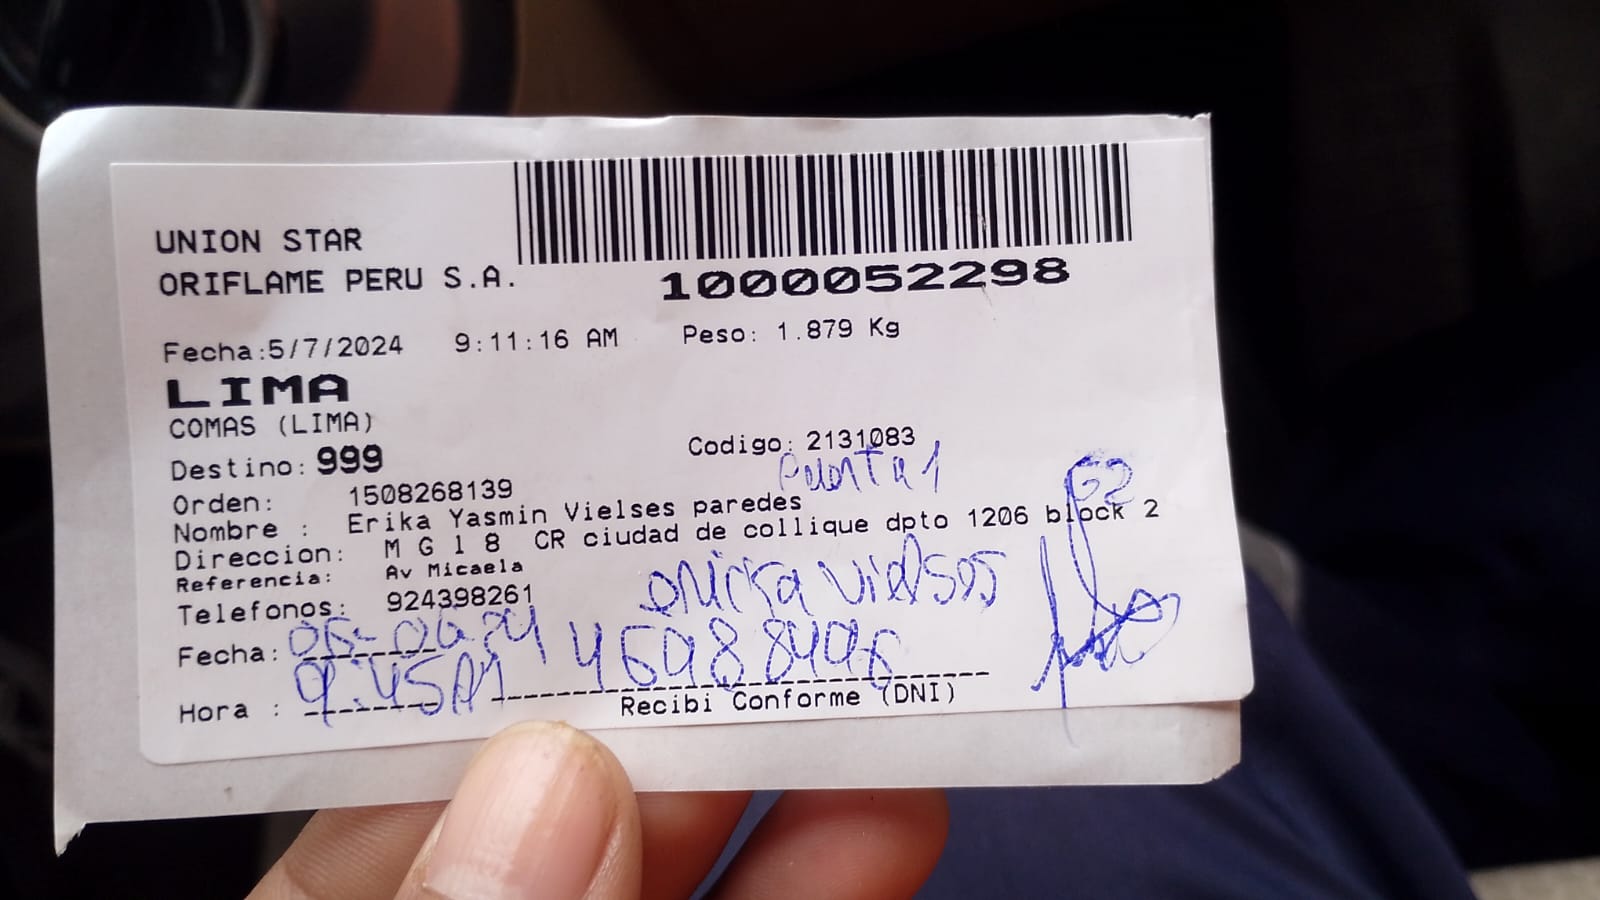 UNION STAR
ORIFLAME PERU S.A.
1000052298
Fecha:5/7/2024 9:11:16 AM Peso: 1.879 Kg
LIMA
COMAS (LIMA)
Destino: 999 Codigo: 2131083
Puerta 1
Orden: 1508268139
Nombre : Erika Yasmin Vielses paredes
Direccion: M G l 8 CR ciudad de collique dpto 1206 block 2
Referencia: Av Micaela
Telefonos: 924398261
Vielses
Fecha:
Hora :
Recibi Conforme (DNI)